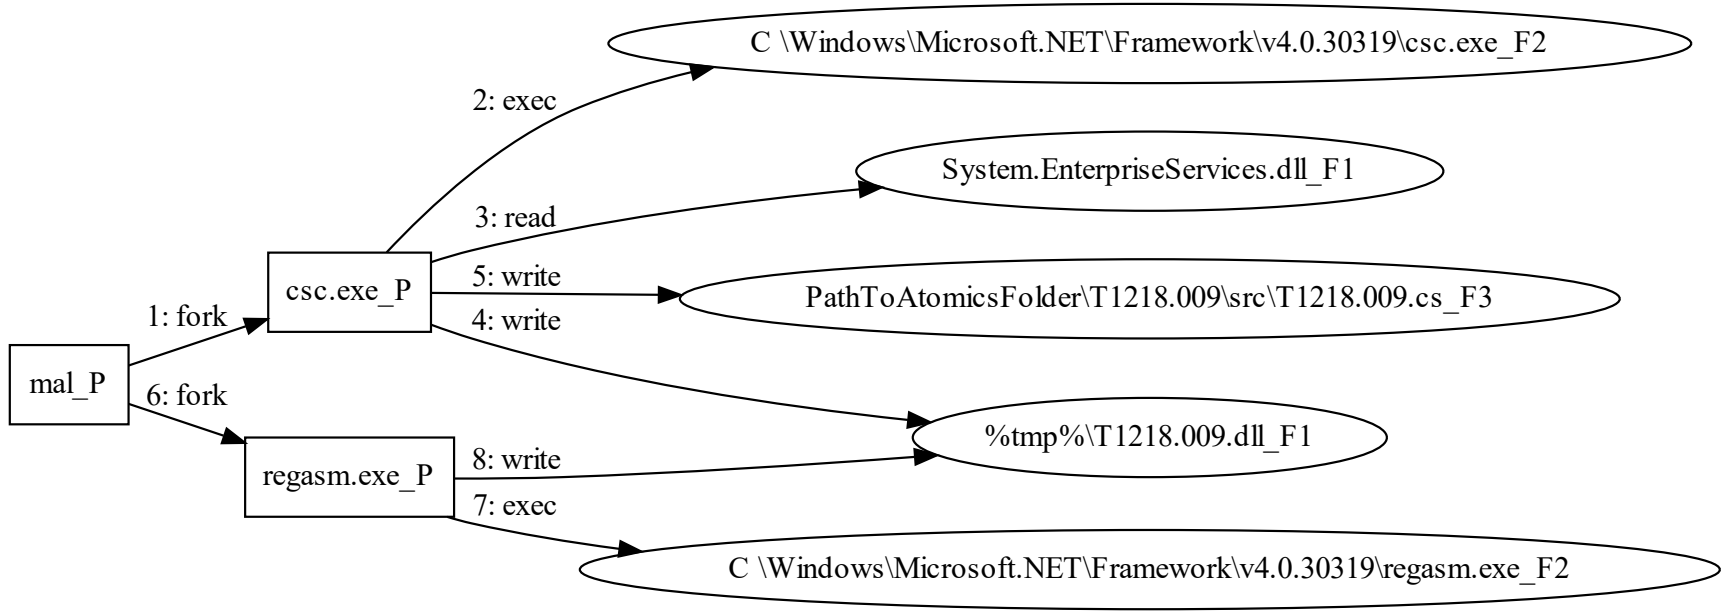 C \Windows\Microsoft.NET\Framework\v4.0.30319\csc.exe_F2
2: exec
System.EnterpriseServices.dll_F1
3: read
5: write
csc.exe_P
PathToAtomicsFolder\T1218.009\src\T1218.009.cs_F3
1: fork
4: write
mal_P
6: fork
%tmp%\T1218.009.dll_F1
8: write
regasm.exe_P
7: exec
C \Windows\Microsoft.NET\Framework\v4.0.30319\regasm.exe_F2